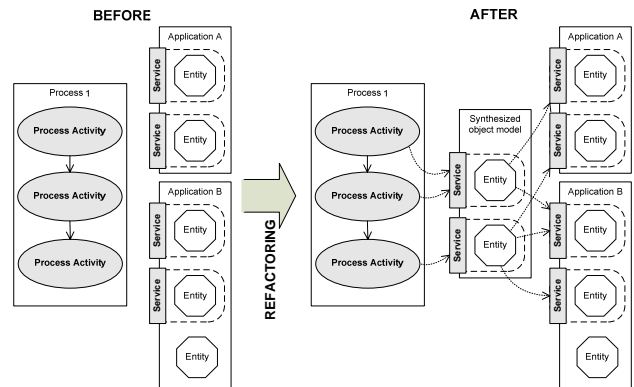 BEFORE
Process 1
Process Activity
Process Activity
Process Activity
Application A
Service
Entity
Service
Entity
Application B
Service
Entity
Service
Entity
Entity
REFACTORING
AFTER
Process 1
Process Activity
Process Activity
Process Activity
Synthesized
object model
Service
Entity
Service
Entity
Application A
Service
Entity
Service
Entity
Application B
Service
Entity
Service
Entity
Entity